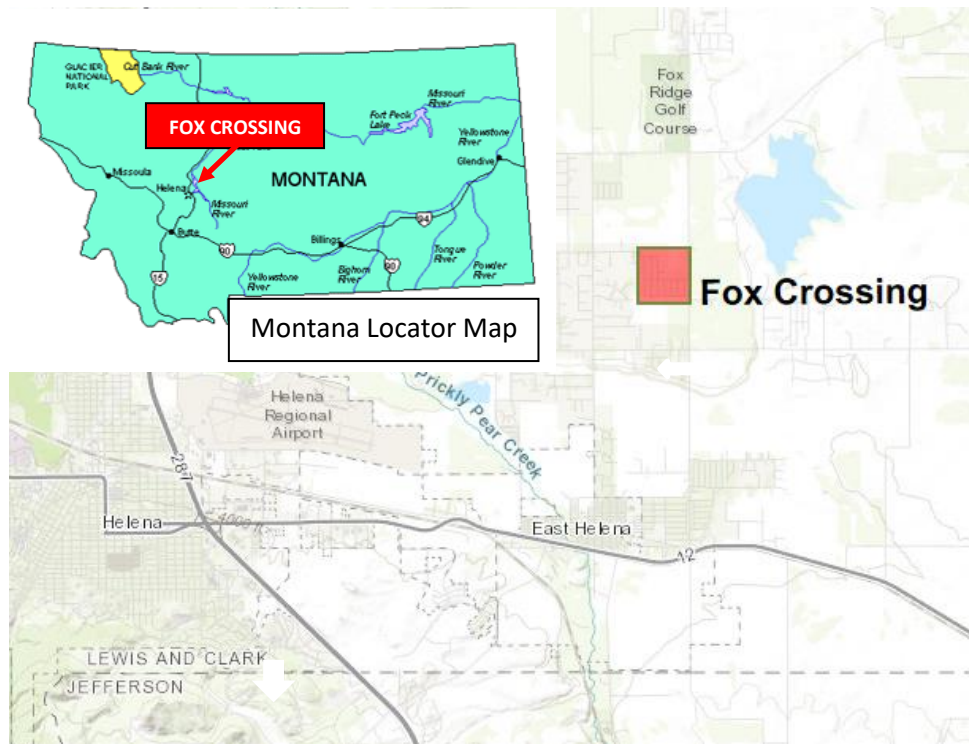 GLACIER
NATIONAL
PARK
Cut Bank River
Missouri
River
Fort Peck
Lake
FOX CROSSING
Yellowstone
River
Glendive
Missoula
MONTANA
Helena
Missouri
River
94
Butte
Billings
90
Tongue
River
Powder
River
15
Yellowstone
River
Bighorn
River
90
Montana Locator Map
Fox
Ridge
Golf
Course
Fox Crossing
Helena
Regional
Airport
Prickly Pear Creek
287
Helena
4000 ft
East Helena
12
LEWIS AND CLARK
JEFFERSON